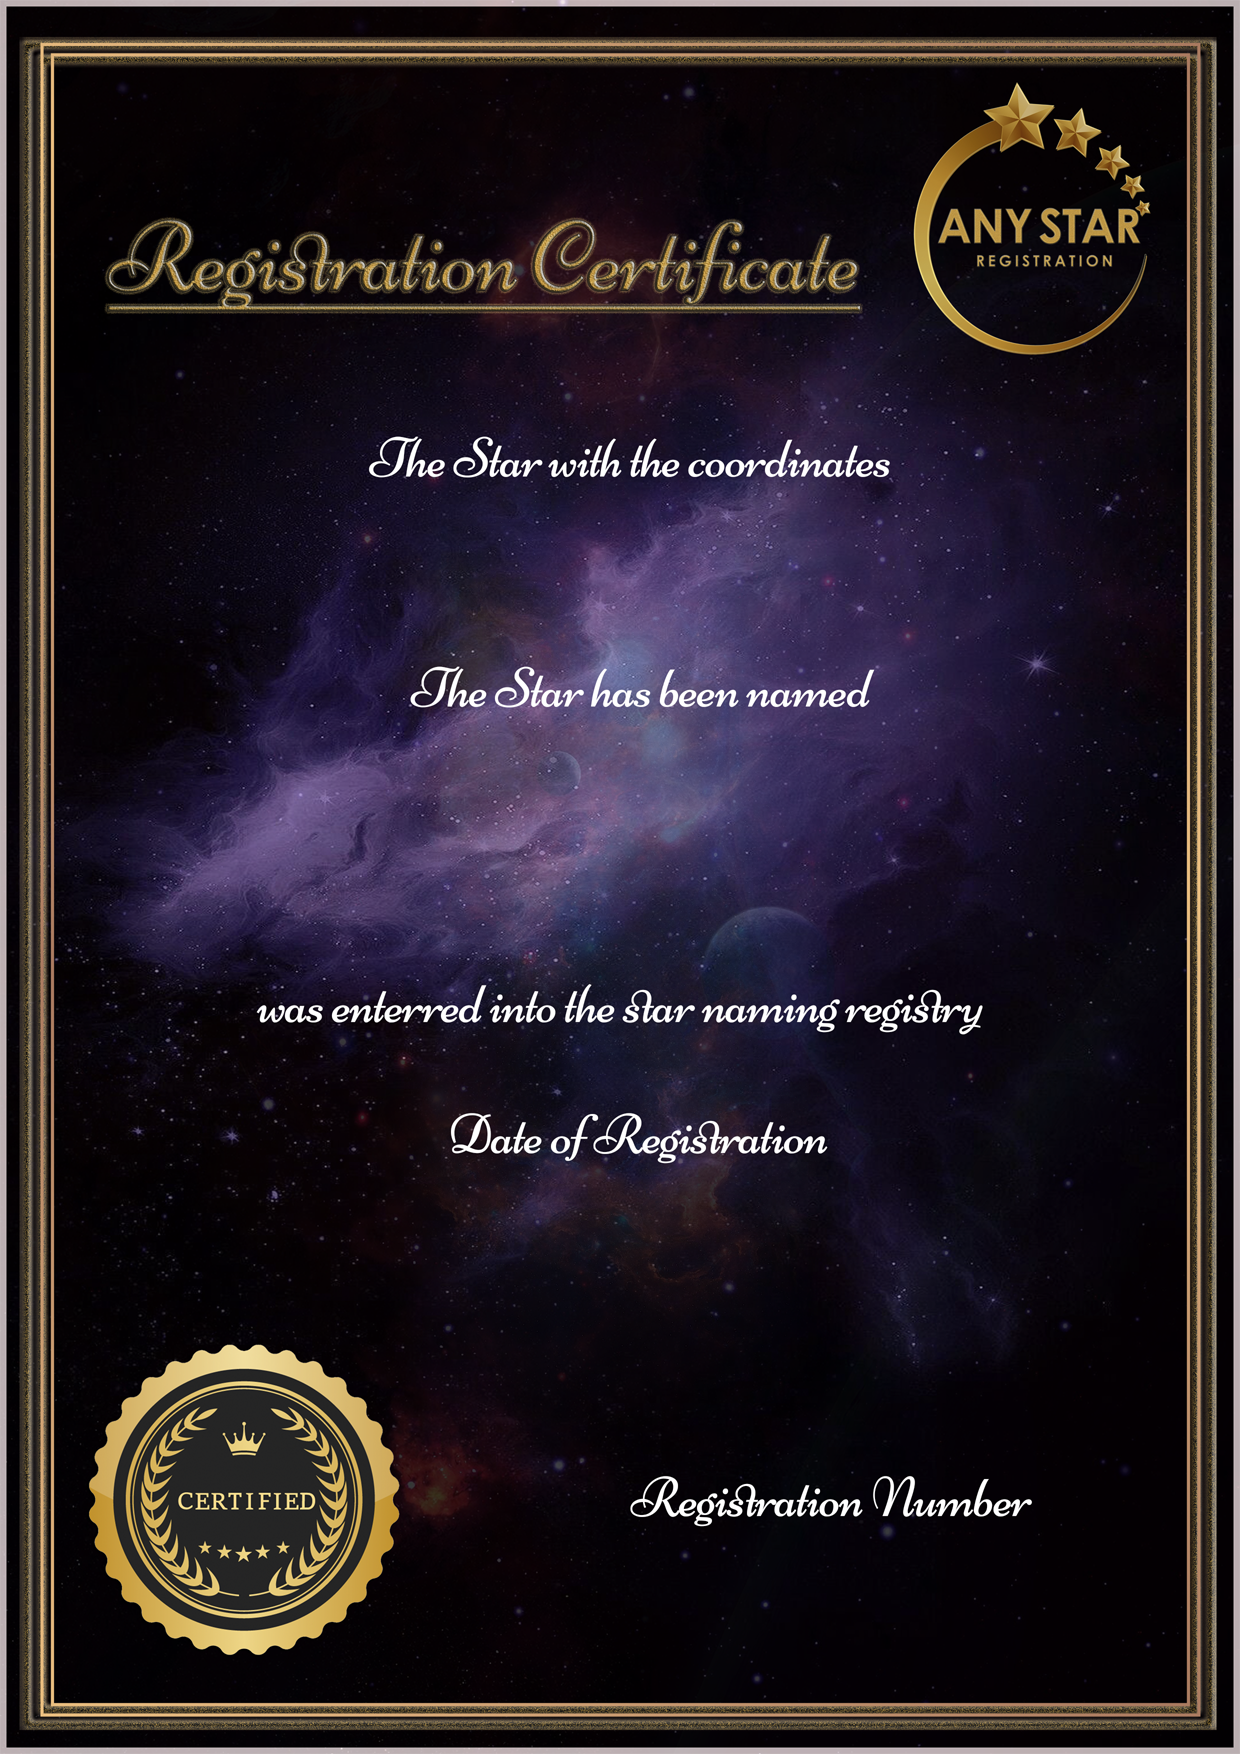 ANY STAR
REGISTRATION
Registration Certificate
The Star with the coordinates
The Star has been named
was enterred into the star naming registry
Date of Registration
CERTIFIED
Registration Number